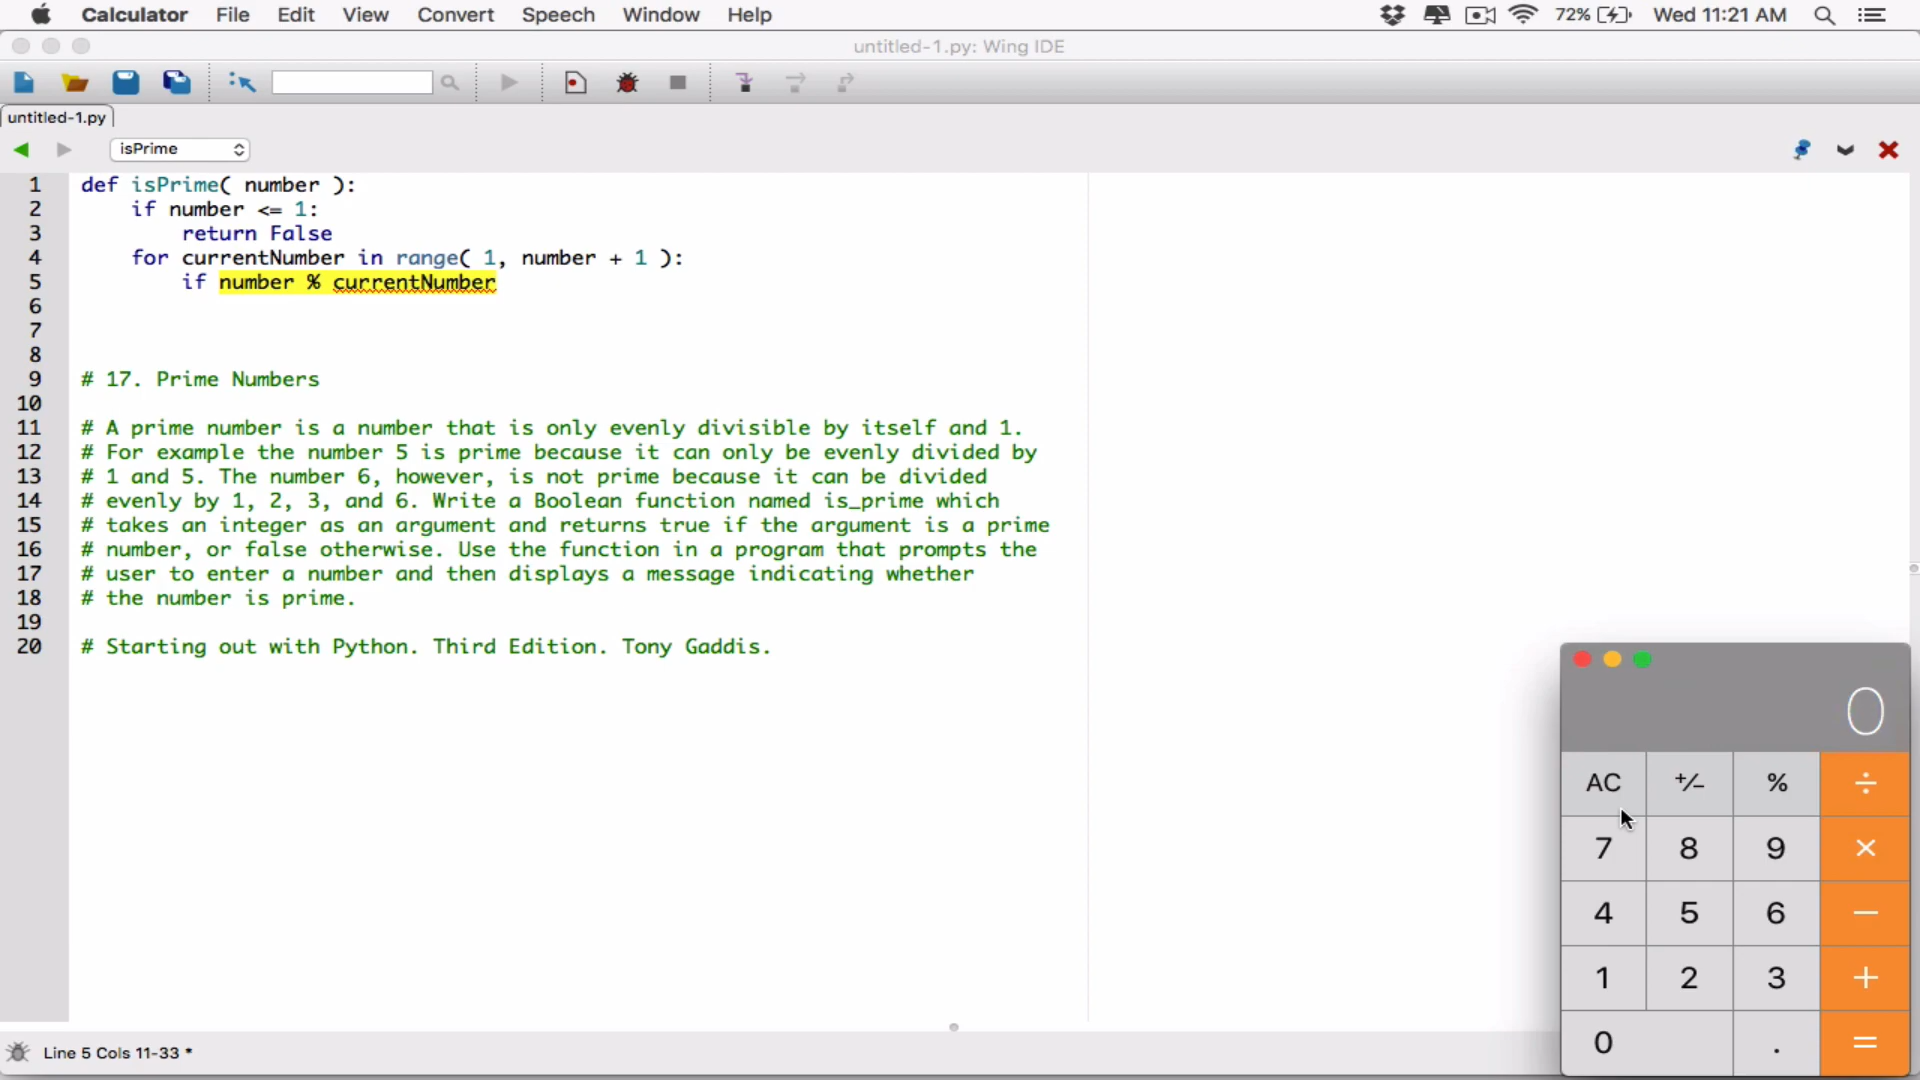 Calculator File Edit View Convert Speech Window Help 72% Wed 11:21 AM
untitled-1.py: Wing IDE
untitled-1.py
isPrime
1 def isPrime( number ):
2 if number <= 1:
3 return False
4 for currentNumber in range( 1, number + 1 ):
5 if number % currentNumber
6
7
8
9 # 17. Prime Numbers
10
11 # A prime number is a number that is only evenly divisible by itself and 1.
12 # For example the number 5 is prime because it can only be evenly divided by
13 # 1 and 5. The number 6, however, is not prime because it can be divided
14 # evenly by 1, 2, 3, and 6. Write a Boolean function named is_prime which
15 # takes an integer as an argument and returns true if the argument is a prime
16 # number, or false otherwise. Use the function in a program that prompts the
17 # user to enter a number and then displays a message indicating whether
18 # the number is prime.
19
20 # Starting out with Python. Third Edition. Tony Gaddis.
0
AC +/- % ÷
7 8 9 ×
4 5 6 −
1 2 3 +
0 . =
Line 5 Cols 11-33 *